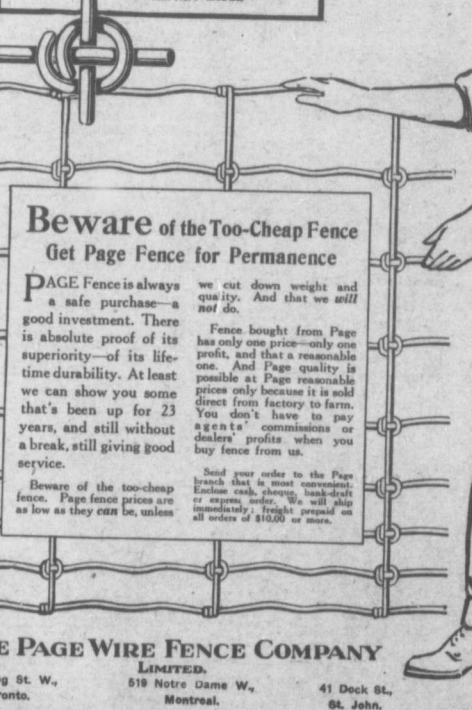 Beware of the Too-Cheap Fence
Get Page Fence for Permanence
PAGE Fence is always
a safe purchase—a
good investment. There
is absolute proof of its
superiority—of its life-
time durability. At least
we can show you some
that's been up for 23
years, and still without
a break, still giving good
service.
Beware of the too-cheap
fence. Page fence prices are
as low as they can be, unless
we cut down weight and
quality. And that we will
not do.
Fence bought from Page
has only one price—only one
profit, and that a reasonable
one. And Page quality is
possible at Page reasonable
prices only because it is sold
direct from factory to farm.
You don't have to pay
agents' commissions or
dealers' profits when you
buy fence from us.
Send your order to the Page
branch that is most convenient.
Enclose cash, cheque, bank-draft
or express order. We will ship
immediately; freight prepaid on
all orders of $10.00 or more.
E PAGE WIRE FENCE COMPANY
LIMITED.
g St. W.,
ronto.
519 Notre Dame W.,
Montreal.
41 Dock St.,
St. John.